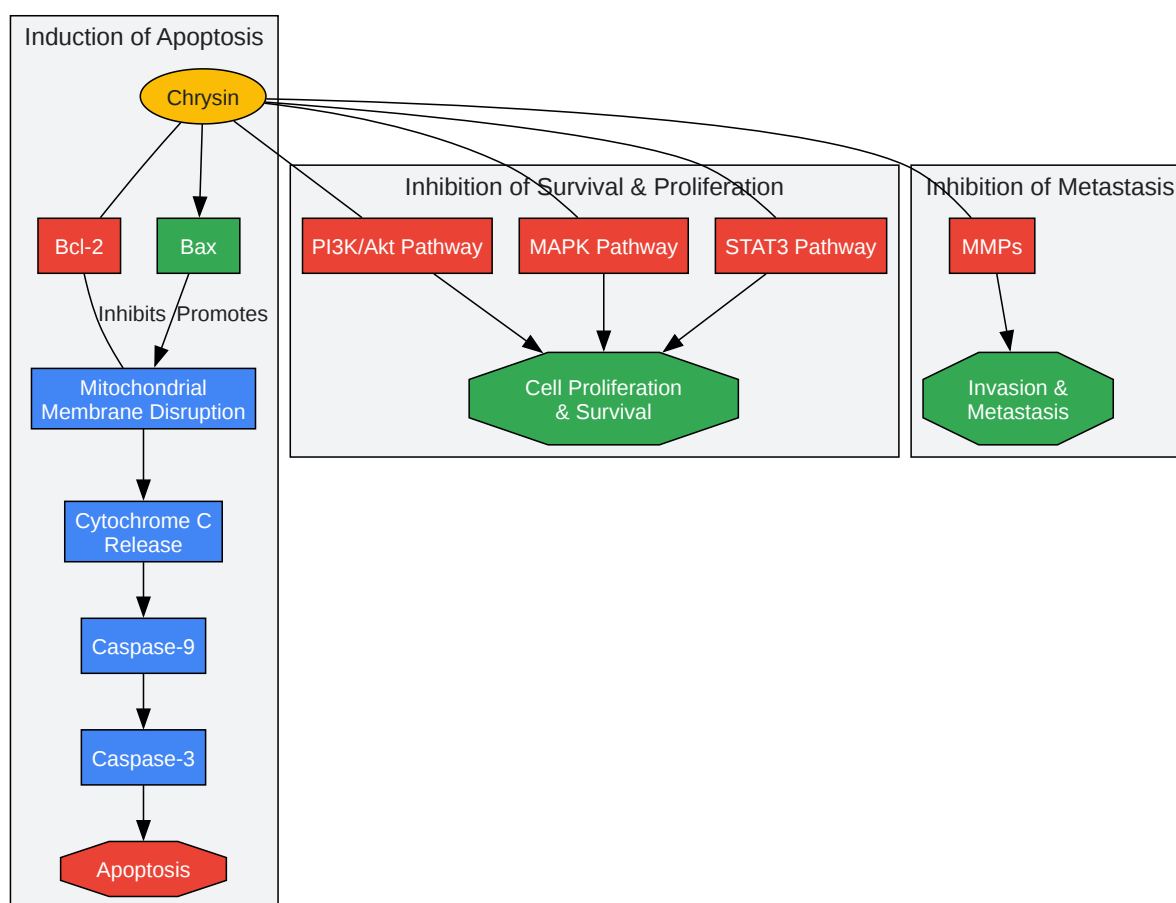 Induction of Apoptosis
Chrysin
Inhibition of Survival & Proliferation
Inhibition of Metastasis
Bcl-2
Bax
PI3K/Akt Pathway
MAPK Pathway
STAT3 Pathway
MMPs
Inhibits
Promotes
Mitochondrial
Membrane Disruption
Cell Proliferation
& Survival
Invasion &
Metastasis
Cytochrome C
Release
Caspase-9
Caspase-3
Apoptosis